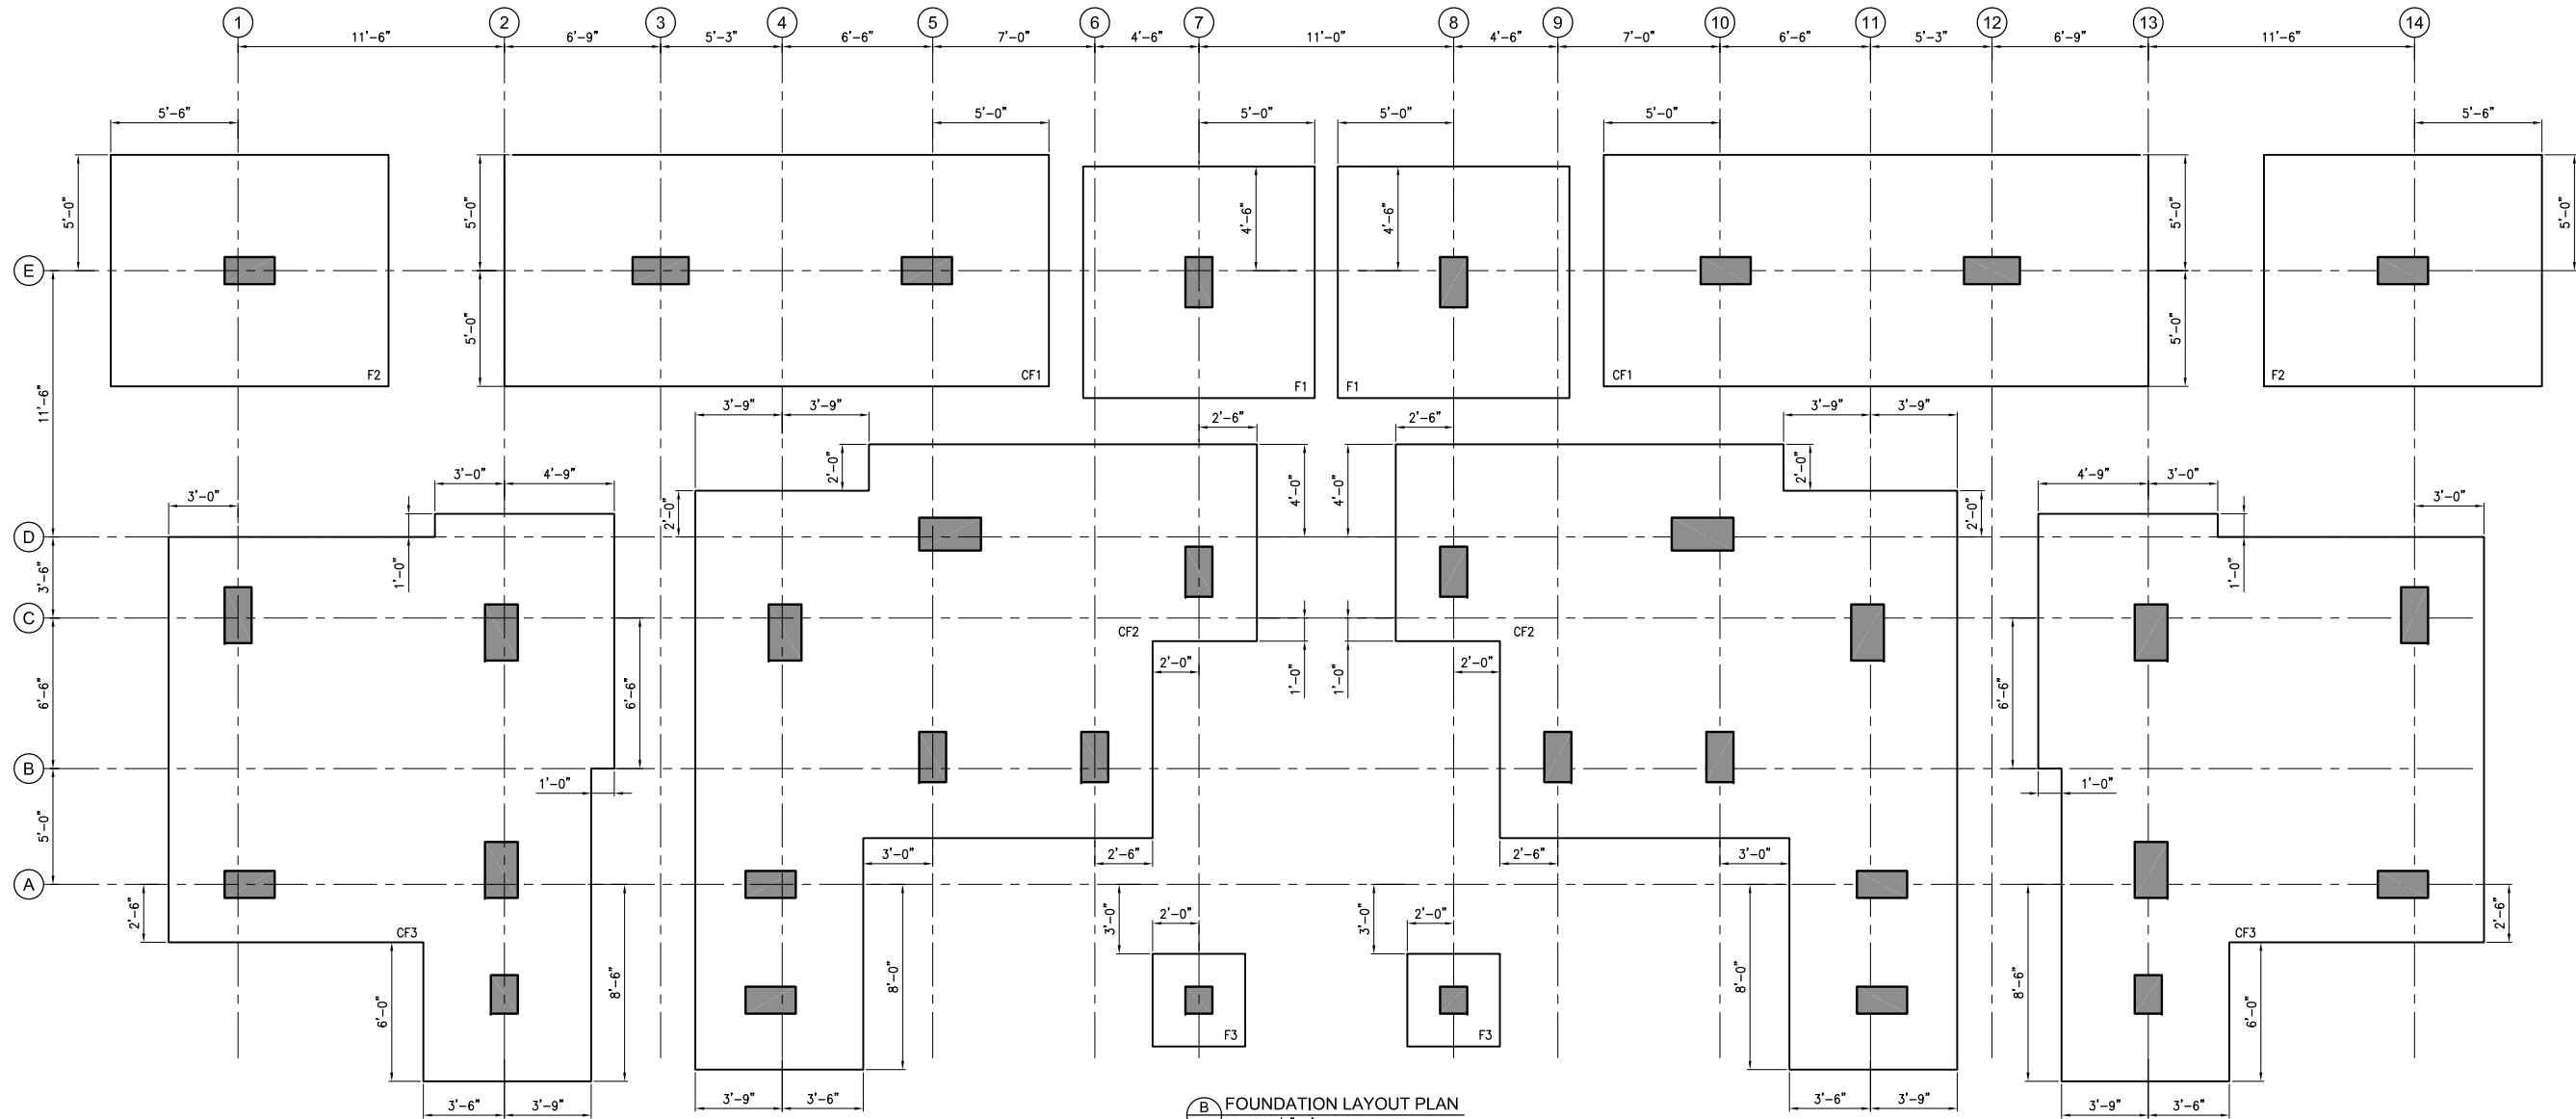 1 2 3 4 5 6 7 8 9 10 11 12 13 14
11'-6" 6'-9" 5'-3" 6'-6" 7'-0" 4'-6" 11'-0" 4'-6" 7'-0" 6'-6" 5'-3" 6'-9" 11'-6"
5'-6" 5'-0" 5'-0" 5'-0" 5'-0" 5'-6"
5'-0" 5'-0" 4'-6" 4'-6" 5'-0" 5'-0"
E
5'-0" 5'-0"
F2 CF1 F1 F1 CF1 F2
11'-6"
3'-9" 3'-9" 2'-6" 2'-6" 3'-9" 3'-9"
2'-0" 4'-0" 4'-0" 2'-0"
3'-0" 3'-0" 4'-9" 4'-9" 3'-0" 3'-0"
2'-0" 2'-0"
D
3'-6" 1'-0" 1'-0"
C
CF2 CF2
2'-0" 1'-0" 1'-0" 2'-0"
6'-6" 6'-6" 6'-6"
B
1'-0" 1'-0"
5'-0"
3'-0" 2'-6" 2'-6" 3'-0"
A
2'-6" 3'-0" 2'-0" 3'-0" 2'-0" 2'-6"
CF3 CF3
6'-0" 8'-6" 8'-0" 8'-0" 8'-6" 6'-0"
F3 F3
3'-6" 3'-9" 3'-9" 3'-6" 3'-6" 3'-9" 3'-9" 3'-6"
B FOUNDATION LAYOUT PLAN